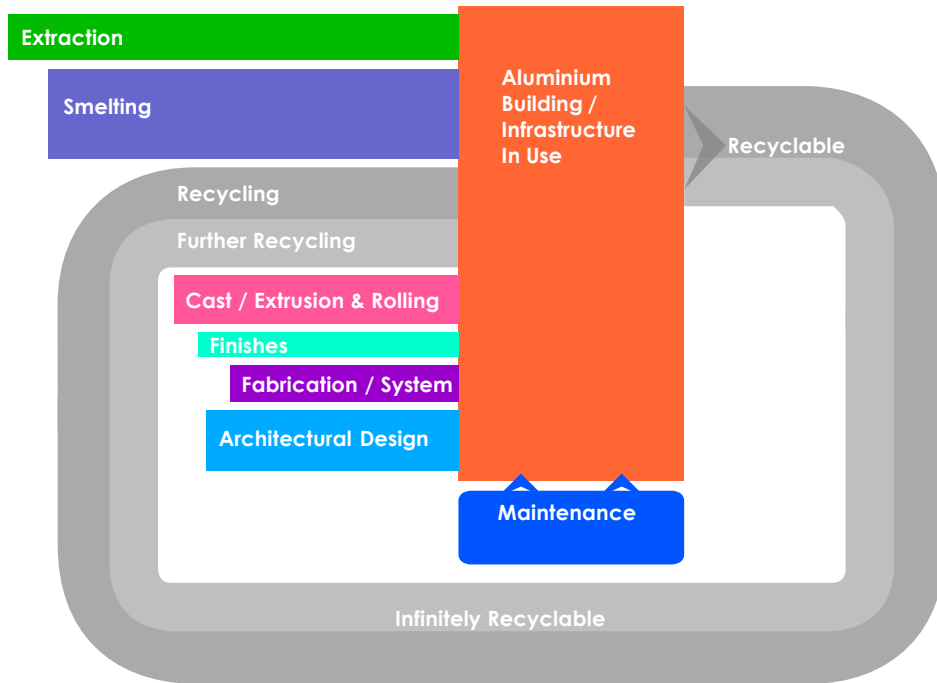 Extraction
Smelting
Aluminium
Building /
Infrastructure
In Use
Recyclable
Recycling
Further Recycling
Cast / Extrusion & Rolling
Finishes
Fabrication / System
Architectural Design
Maintenance
Infinitely Recyclable